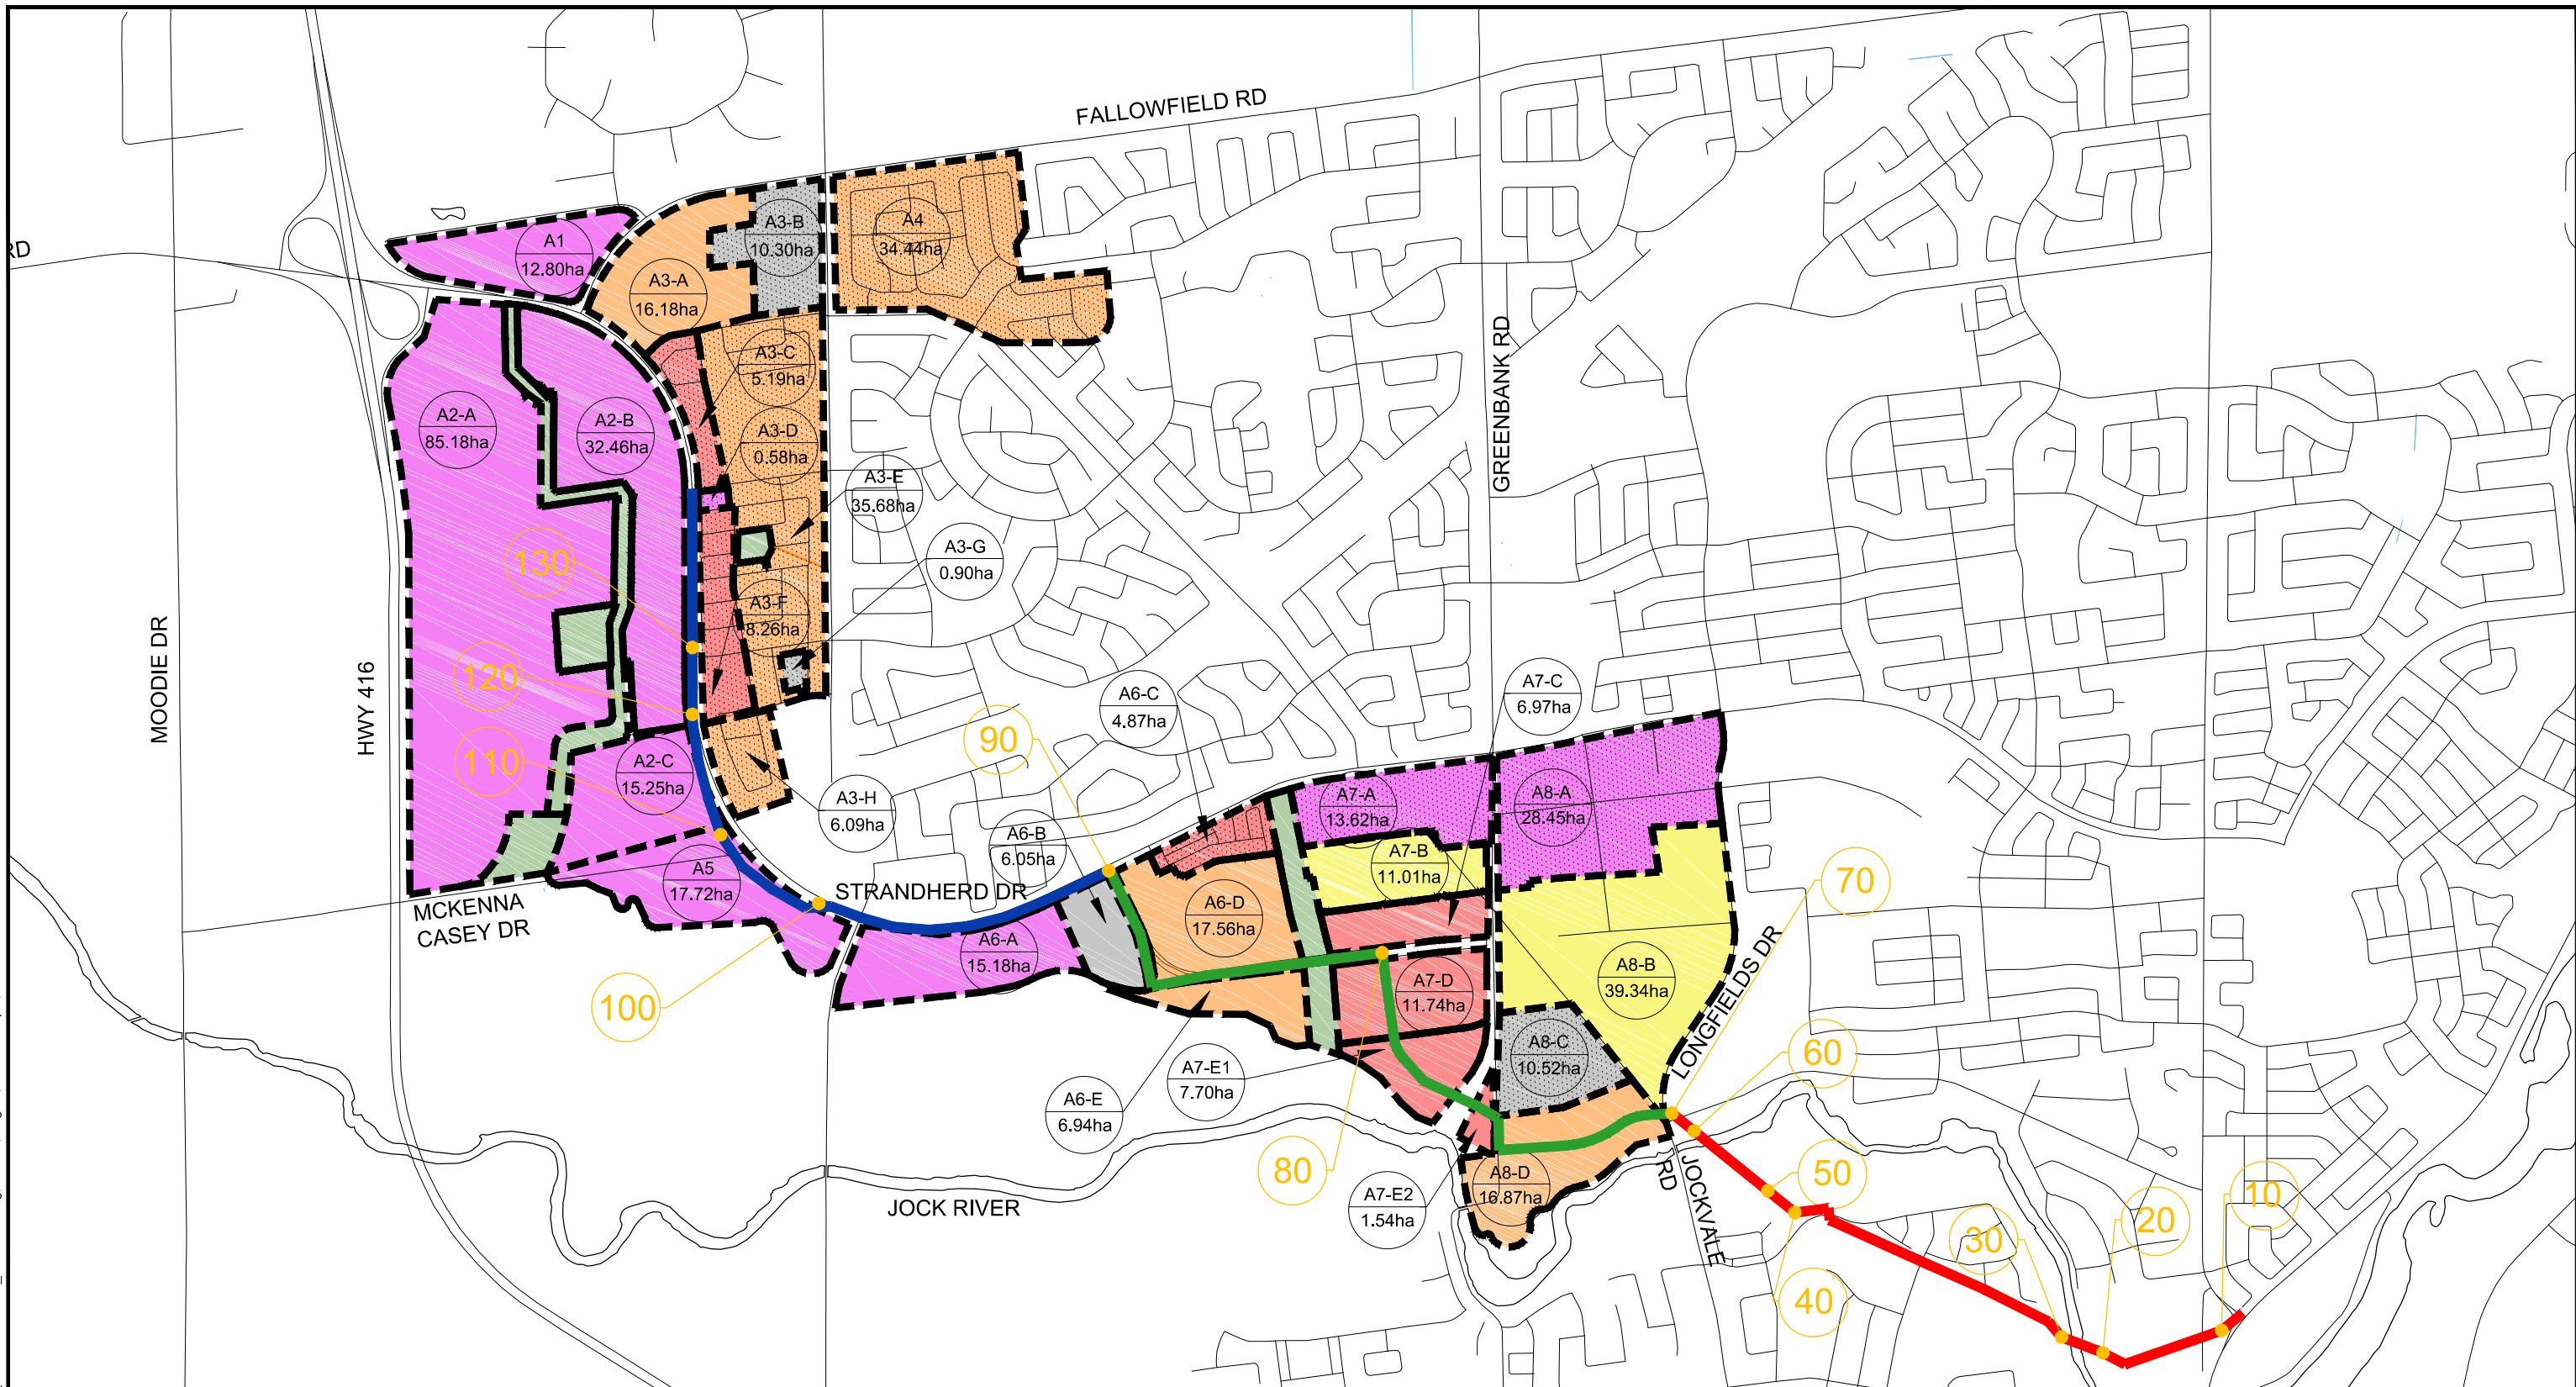 FALLOWFIELD RD
RD
A1
12.80ha
A3-B
10.30ha
A4
34.44ha
A3-A
16.18ha
A3-C
5.19ha
A2-A
85.18ha
A2-B
32.46ha
A3-D
0.58ha
A3-E
35.68ha
GREENBANK RD
A3-G
0.90ha
130
A3-F
8.26ha
MOODIE DR
HWY 416
120
110
A2-C
15.25ha
A3-H
6.09ha
90
A6-C
4.87ha
A7-C
6.97ha
A6-B
6.05ha
A7-A
13.62ha
A8-A
28.45ha
A5
17.72ha
STRANDHERD DR
A7-B
11.01ha
70
MCKENNA
CASEY DR
A6-D
17.56ha
A6-A
15.18ha
A7-D
11.74ha
A8-B
39.34ha
LONGFIELDS DR
100
A8-C
10.52ha
60
A7-E1
7.70ha
A6-E
6.94ha
80
A8-D
16.87ha
50
A7-E2
1.54ha
JOCK RIVER
JOCKVALE
RD
10
20
30
40